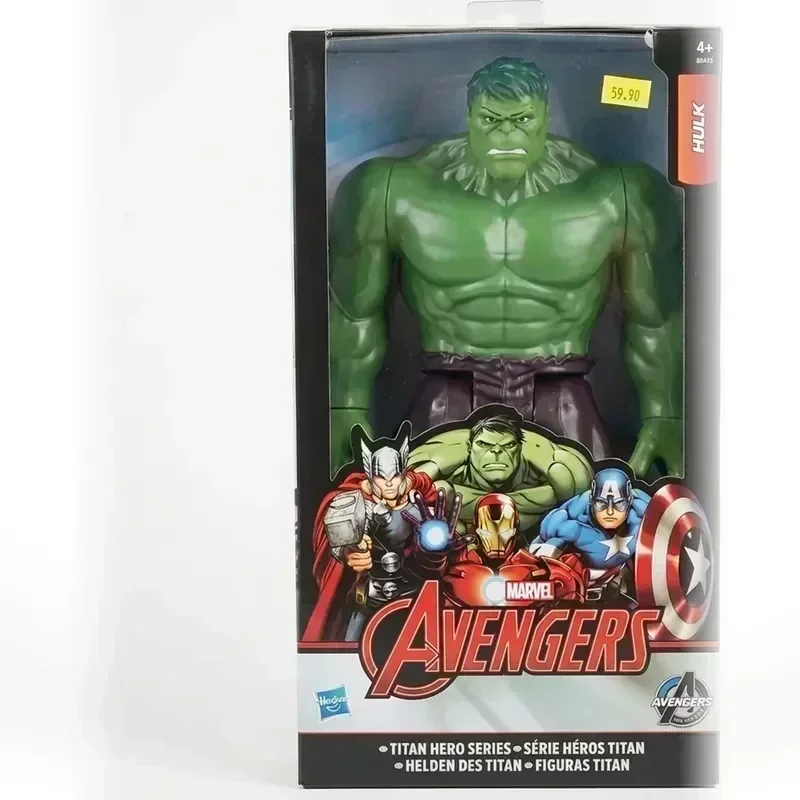 4+
59.90
HULK
A
MARVEL
AVENGERS
Hasbro
AVENGERS
• TITAN HERO SERIES • SÉRIE HÉROS TITAN
• HELDEN DES TITAN • FIGURAS TITAN